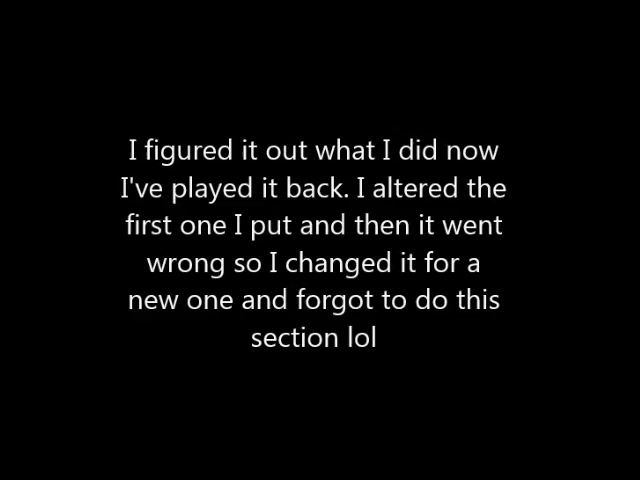 I figured it out what I did now
I've played it back. I altered the
first one I put and then it went
wrong so I changed it for a
new one and forgot to do this
section lol